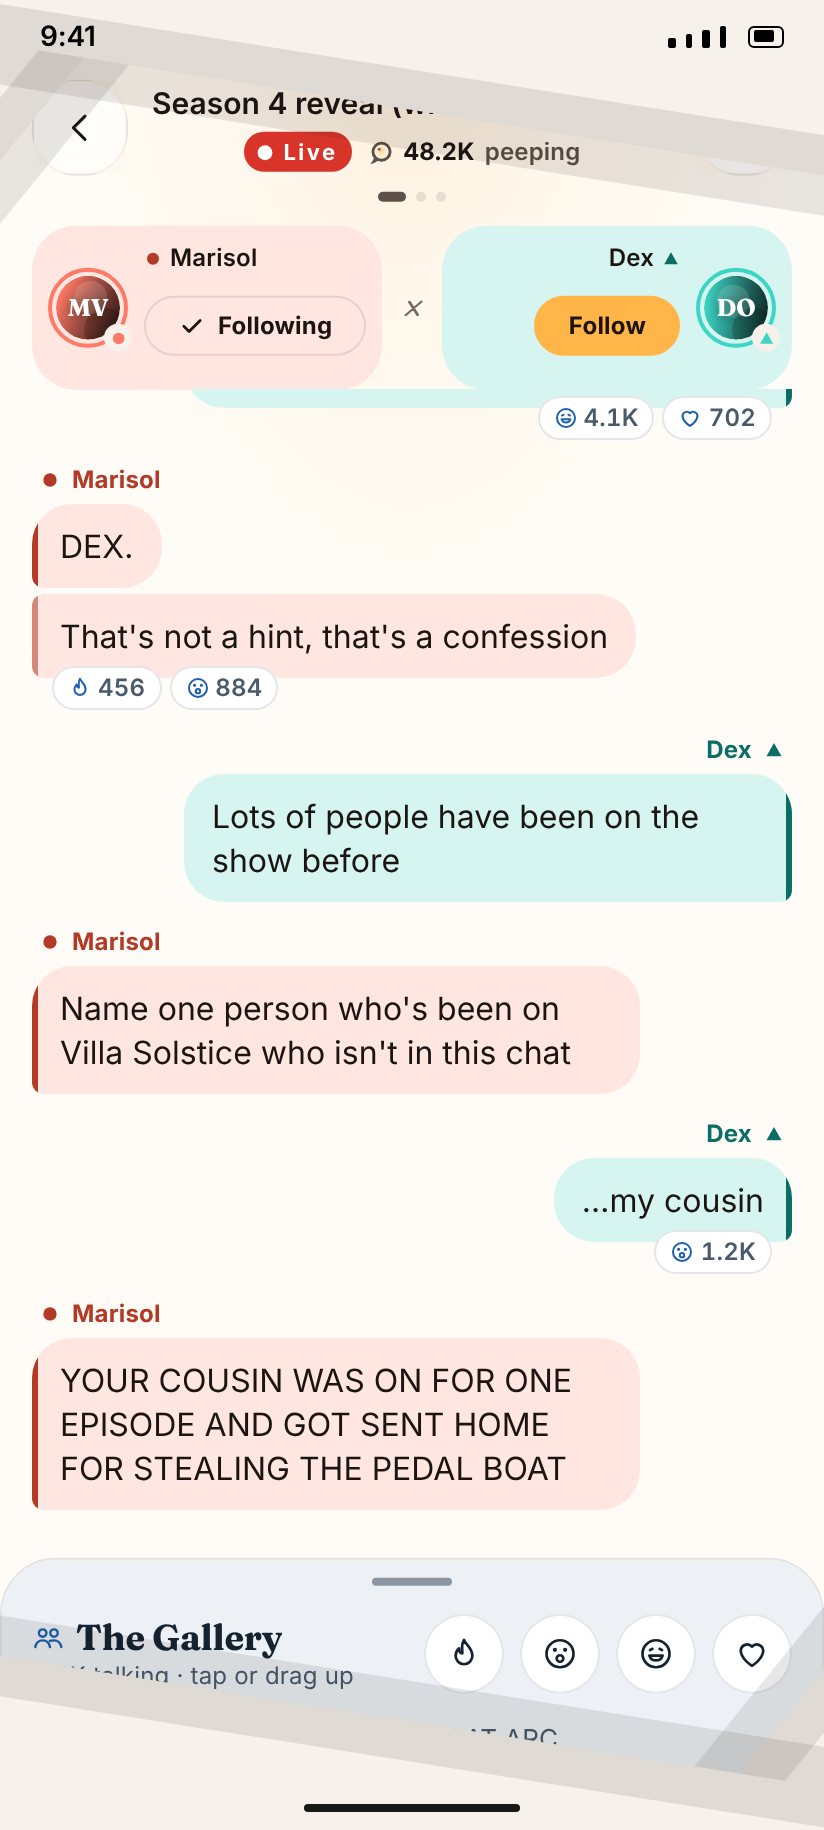 9:41
Season 4 reveal
Live 48.2K peeping
Marisol
Dex
MV
Following
Follow
DO
4.1K 702
Marisol
DEX.
That's not a hint, that's a confession
456 884
Dex
Lots of people have been on the
show before
Marisol
Name one person who's been on
Villa Solstice who isn't in this chat
Dex
...my cousin
1.2K
Marisol
YOUR COUSIN WAS ON FOR ONE
EPISODE AND GOT SENT HOME
FOR STEALING THE PEDAL BOAT
The Gallery
talking · tap or drag up
ARC